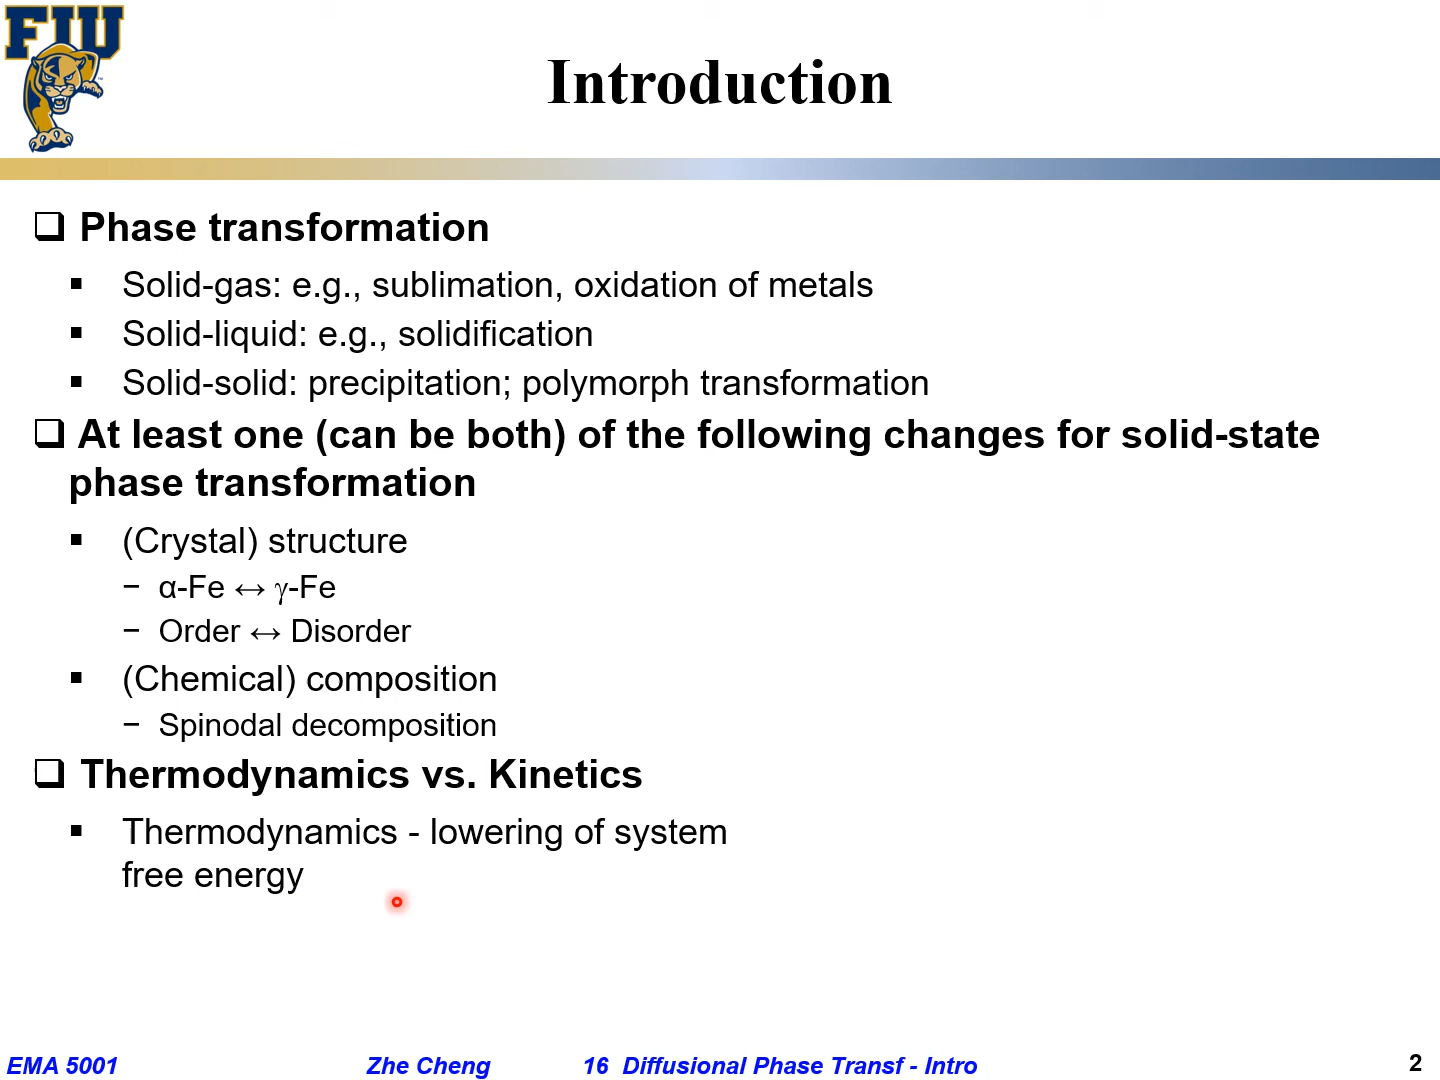 FIU
Introduction
❑ Phase transformation
▪ Solid-gas: e.g., sublimation, oxidation of metals
▪ Solid-liquid: e.g., solidification
▪ Solid-solid: precipitation; polymorph transformation
❑ At least one (can be both) of the following changes for solid-state
phase transformation
▪ (Crystal) structure
− α-Fe ↔ γ-Fe
− Order ↔ Disorder
▪ (Chemical) composition
− Spinodal decomposition
❑ Thermodynamics vs. Kinetics
▪ Thermodynamics - lowering of system
free energy
EMA 5001 Zhe Cheng 16 Diffusional Phase Transf - Intro 2